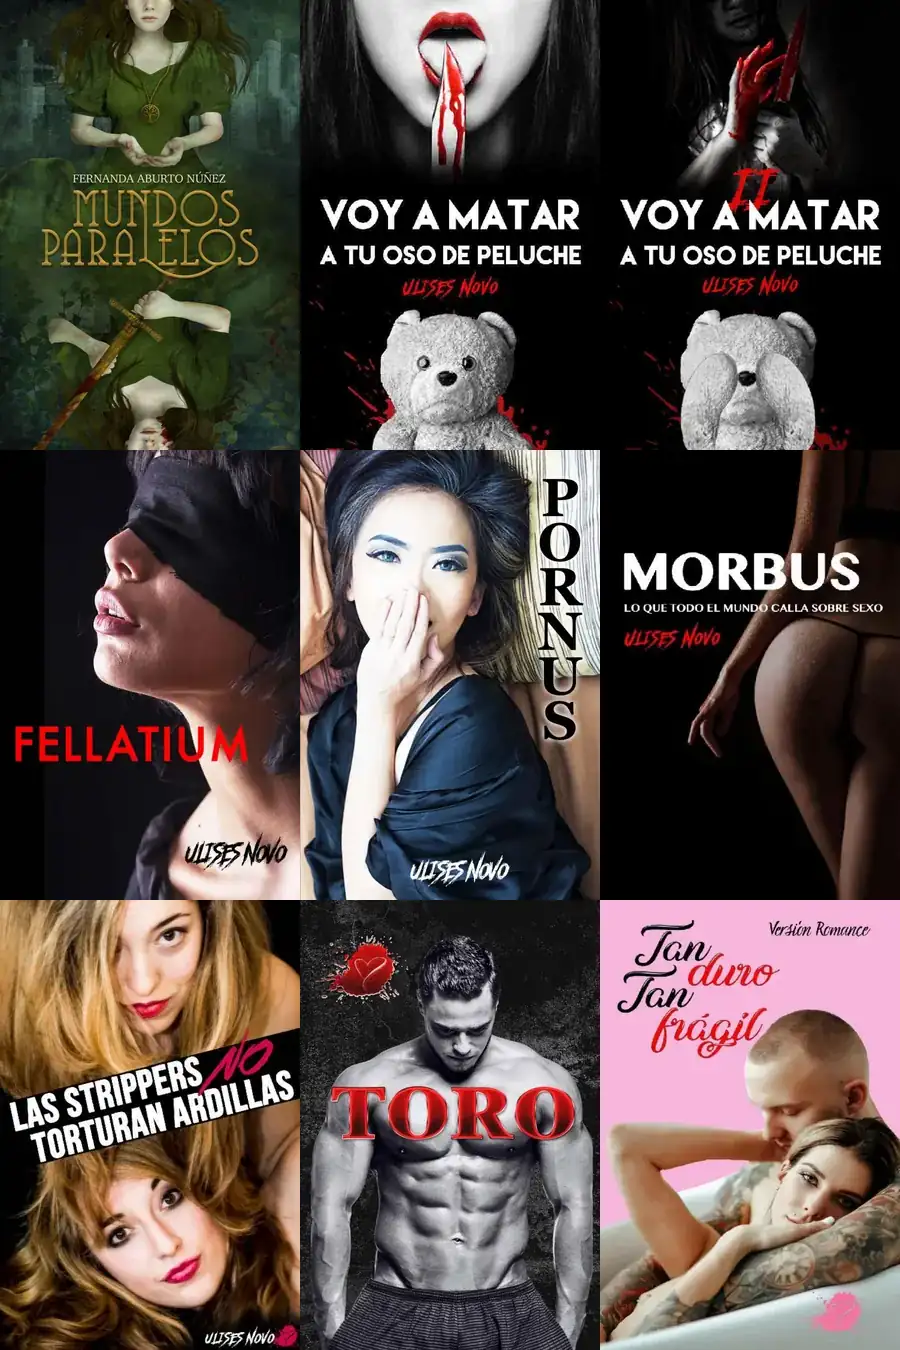 FERNANDA ABURTO NÚÑEZ
MUNDOS
PARALELOS
VOY A MATAR
A TU OSO DE PELUCHE
ULISES NOVO
II
VOY A MATAR
A TU OSO DE PELUCHE
ULISES NOVO
FELLATIUM
ULISES NOVO
PORNUS
ULISES NOVO
MORBUS
LO QUE TODO EL MUNDO CALLA SOBRE SEXO
ULISES NOVO
LAS STRIPPERS NO
TORTURAN ARDILLAS
ULISES NOVO
TORO
Versión Romance
Tan
duro
Tan
frágil